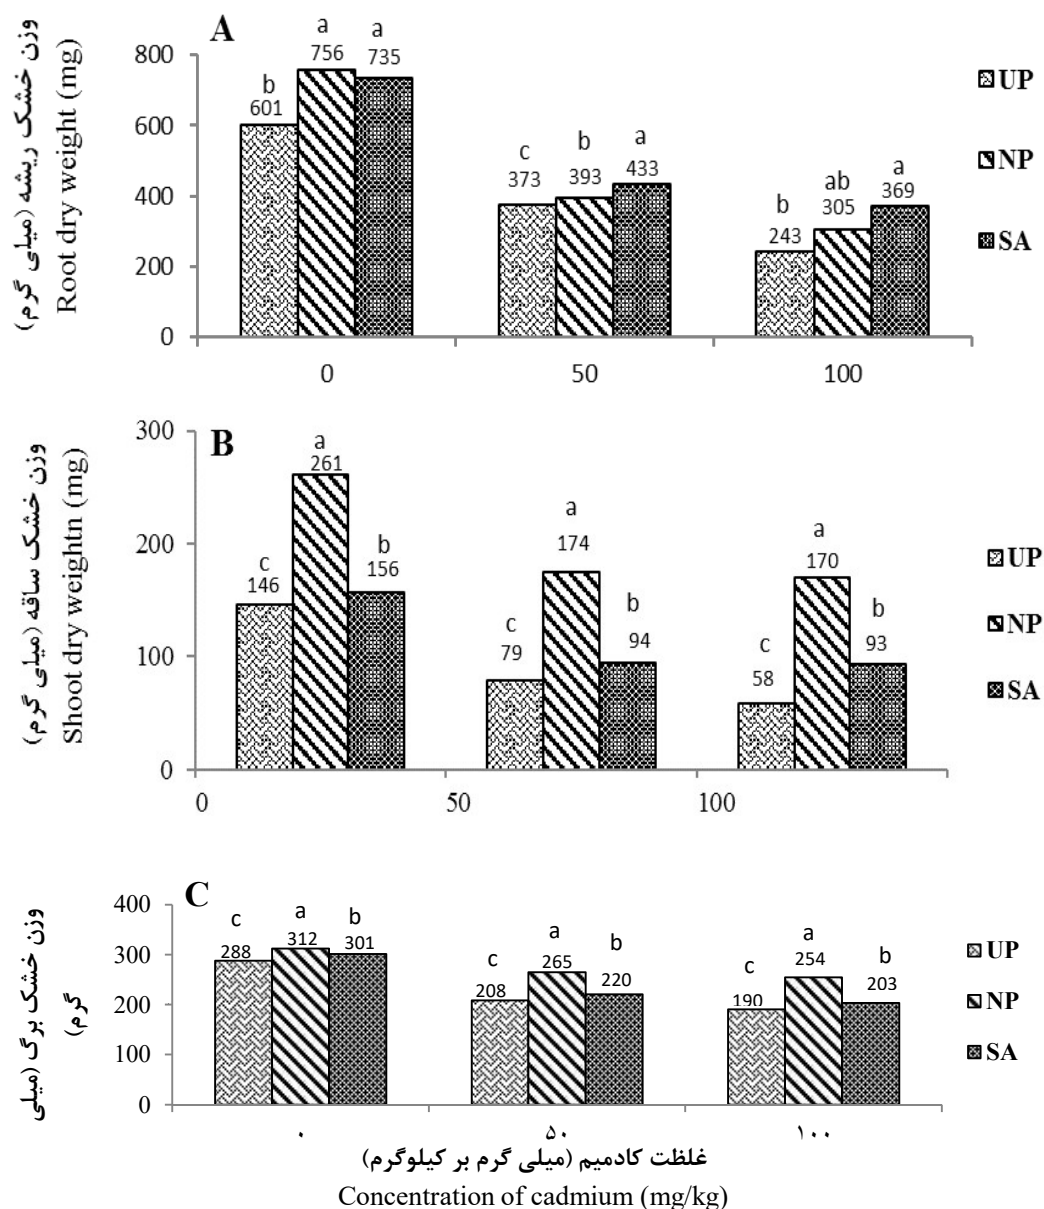 A
وزن خشک ریشه (میلی گرم)
Root dry weight (mg)
800
600
400
200
0
b
601
a
756
a
735
c
373
b
393
a
433
b
243
ab
305
a
369
0
50
100
UP
NP
SA
B
وزن خشک ساقه (میلی گرم)
Shoot dry weightn (mg)
300
200
100
0
c
146
a
261
b
156
c
79
a
174
b
94
c
58
a
170
b
93
0
50
100
UP
NP
SA
C
وزن خشک برگ (میلی
گرم)
400
300
200
100
0
c
288
a
312
b
301
c
208
a
265
b
220
c
190
a
254
b
203
۰
۵۰
۱۰۰
UP
NP
SA
غلظت کادمیم (میلی گرم بر کیلوگرم)
Concentration of cadmium (mg/kg)